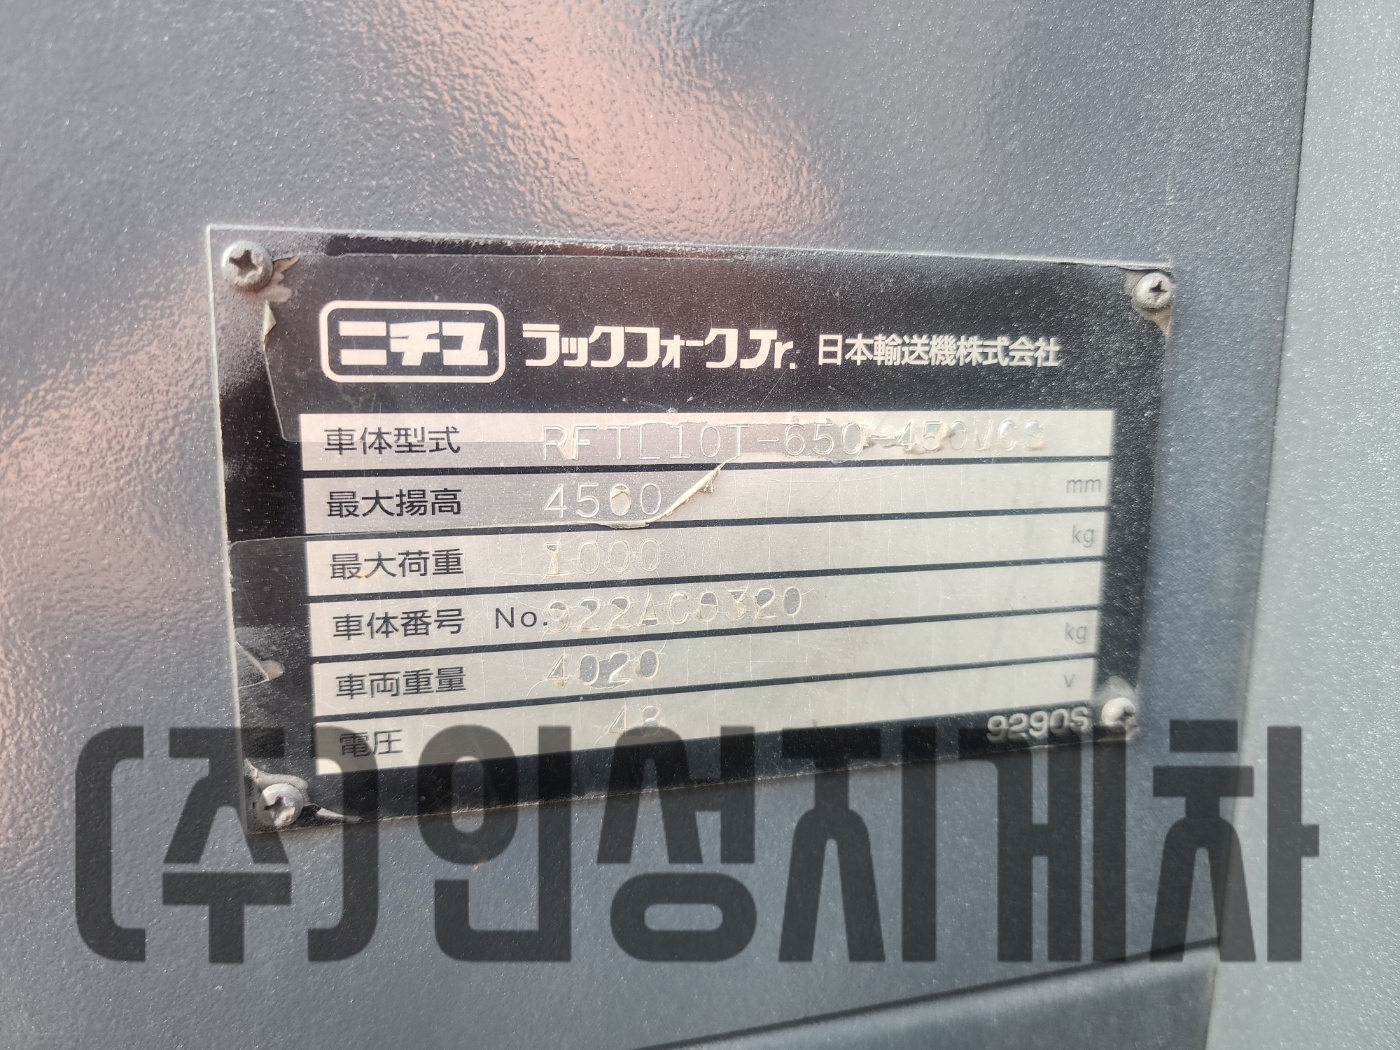 ニチユ ラックフォークJr. 日本輸送機株式会社
車体型式 RFTL10T-650-450VCS
最大揚高 4500 mm
最大荷重 1000 kg
車体番号 No.922AC0320
車両重量 4020 kg
電圧 48 V
9290S
(주)인성지게차